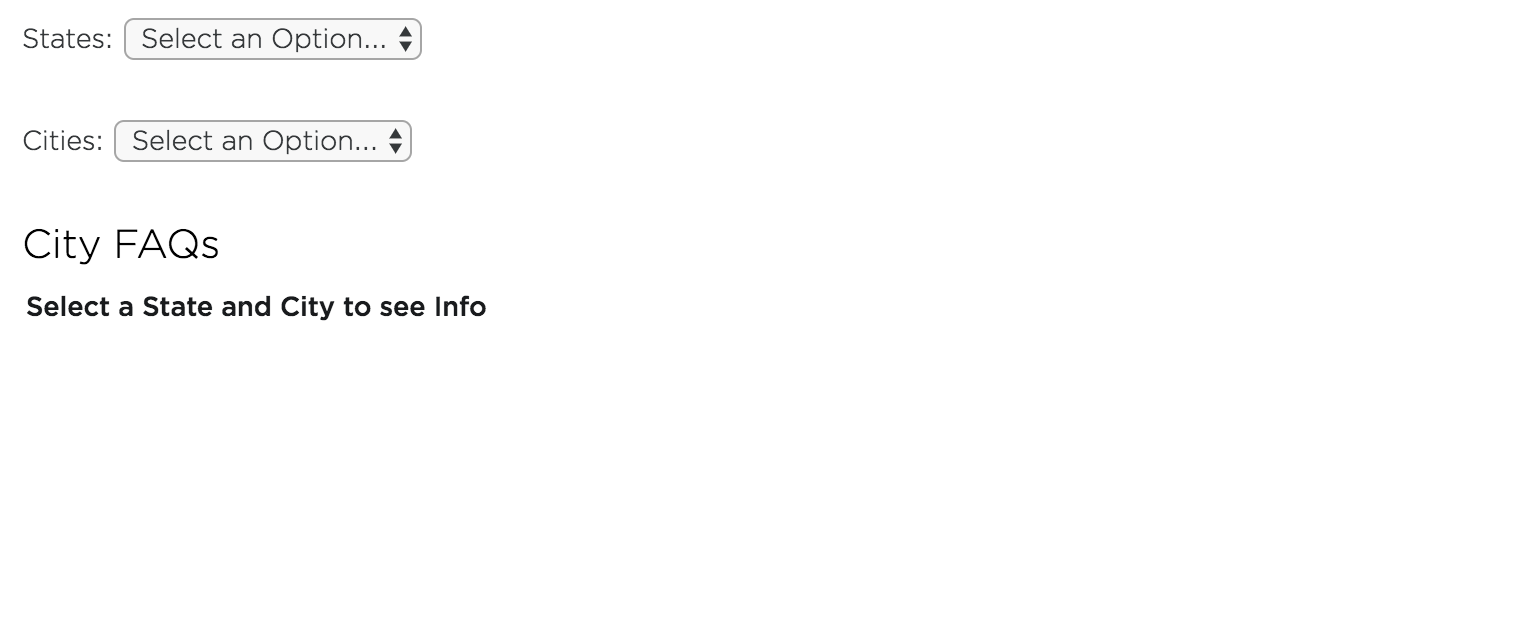 States: Select an Option...
Cities: Select an Option...
City FAQs
Select a State and City to see Info